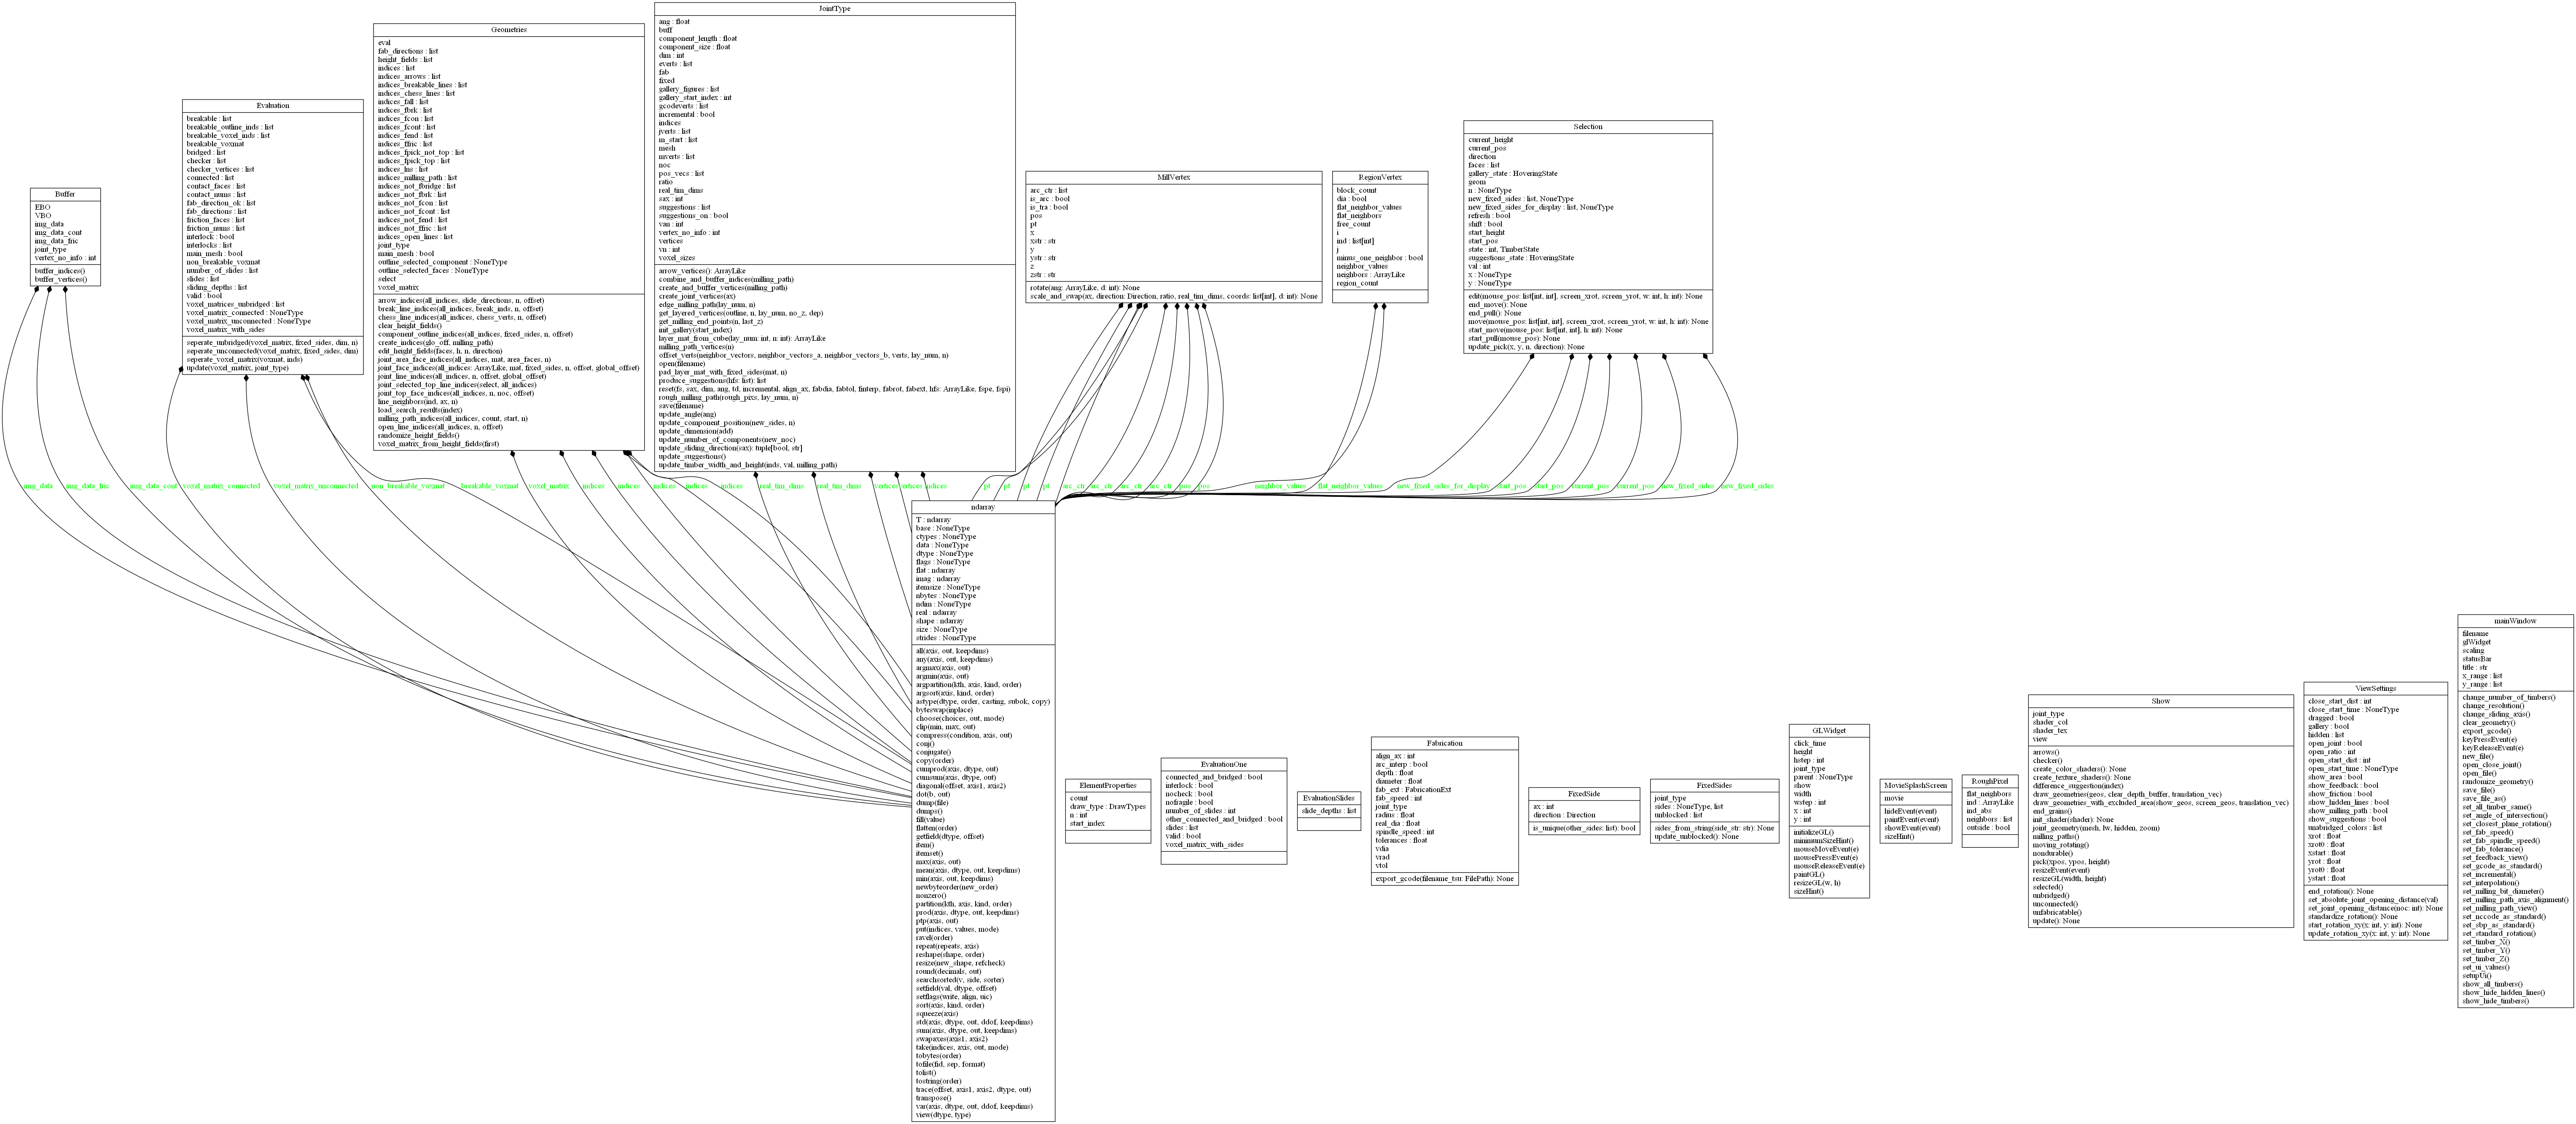 Buffer
EBO
VBO
img_data
img_data_cont
img_data_fric
joint_type
vertex_no_info : int
buffer_indices()
buffer_vertices()
Evaluation
breakable : list
breakable_outline_inds : list
breakable_voxel_inds : list
breakable_voxmat
bridged : list
checker : list
checker_vertices : list
connected : list
contact_faces : list
contact_nums : list
fab_direction_ok : list
fab_directions : list
friction_faces : list
friction_nums : list
interlock : bool
interlocks : list
main_mesh : bool
non_breakable_voxmat
number_of_slides : list
slides : list
sliding_depths : list
valid : bool
voxel_matrices_unbridged : list
voxel_matrix_connected : NoneType
voxel_matrix_unconnected : NoneType
voxel_matrix_with_sides
seperate_unbridged(voxel_matrix, fixed_sides, dim, n)
seperate_unconnected(voxel_matrix, fixed_sides, dim)
seperate_voxel_matrix(voxmat, inds)
update(voxel_matrix, joint_type)
Geometries
eval
fab_directions : list
height_fields : list
indices : list
indices_arrows : list
indices_breakable_lines : list
indices_chess_lines : list
indices_fall : list
indices_fbrk : list
indices_fcon : list
indices_fcont : list
indices_fend : list
indices_ffric : list
indices_fpick_not_top : list
indices_fpick_top : list
indices_lns : list
indices_milling_path : list
indices_not_fbridge : list
indices_not_fbrk : list
indices_not_fcon : list
indices_not_fcont : list
indices_not_fend : list
indices_not_ffric : list
indices_open_lines : list
joint_type
main_mesh : bool
outline_selected_component : NoneType
outline_selected_faces : NoneType
select
voxel_matrix
arrow_indices(all_indices, slide_directions, n, offset)
break_line_indices(all_indices, break_inds, n, offset)
chess_line_indices(all_indices, chess_verts, n, offset)
clear_height_fields()
component_outline_indices(all_indices, fixed_sides, n, offset)
create_indices(glo_off, milling_path)
edit_height_fields(faces, h, n, direction)
joint_area_face_indices(all_indices, mat, area_faces, n)
joint_face_indices(all_indices: ArrayLike, mat, fixed_sides, n, offset, global_offset)
joint_line_indices(all_indices, n, offset, global_offset)
joint_selected_top_line_indices(select, all_indices)
joint_top_face_indices(all_indices, n, noc, offset)
line_neighbors(ind, ax, n)
load_search_results(index)
milling_path_indices(all_indices, count, start, n)
open_line_indices(all_indices, n, offset)
randomize_height_fields()
voxel_matrix_from_height_fields(first)
JointType
ang : float
buff
component_length : float
component_size : float
dim : int
everts : list
fab
fixed
gallery_figures : list
gallery_start_index : int
gcodeverts : list
incremental : bool
indices
jverts : list
m_start : list
mesh
mverts : list
noc
pos_vecs : list
ratio
real_tim_dims
sax : int
suggestions : list
suggestions_on : bool
van : int
vertex_no_info : int
vertices
vn : int
voxel_sizes
arrow_vertices(): ArrayLike
combine_and_buffer_indices(milling_path)
create_and_buffer_vertices(milling_path)
create_joint_vertices(ax)
edge_milling_path(lay_num, n)
get_layered_vertices(outline, n, lay_num, no_z, dep)
get_milling_end_points(n, last_z)
init_gallery(start_index)
layer_mat_from_cube(lay_num: int, n: int): ArrayLike
milling_path_vertices(n)
offset_verts(neighbor_vectors, neighbor_vectors_a, neighbor_vectors_b, verts, lay_num, n)
open(filename)
pad_layer_mat_with_fixed_sides(mat, n)
produce_suggestions(hfs: list): list
reset(fs, sax, dim, ang, td, incremental, align_ax, fabdia, fabtol, finterp, fabrot, fabext, hfs: ArrayLike, fspe, fspi)
rough_milling_path(rough_pixs, lay_num, n)
save(filename)
update_angle(ang)
update_component_position(new_sides, n)
update_dimension(add)
update_number_of_components(new_noc)
update_sliding_direction(sax): tuple[bool, str]
update_suggestions()
update_timber_width_and_height(inds, val, milling_path)
MillVertex
arc_ctr : list
is_arc : bool
is_tra : bool
pos
pt
x
xstr : str
y
ystr : str
z
zstr : str
rotate(ang: ArrayLike, d: int): None
scale_and_swap(ax, direction: Direction, ratio, real_tim_dims, coords: list[int], d: int): None
RegionVertex
block_count
dia : bool
flat_neighbor_values
flat_neighbors
free_count
i
ind : list[int]
j
minus_one_neighbor : bool
neighbor_values
neighbors : ArrayLike
region_count
Selection
current_height
current_pos
direction
faces : list
gallery_state : HoveringState
geom
n : NoneType
new_fixed_sides : list, NoneType
new_fixed_sides_for_display : list, NoneType
refresh : bool
shift : bool
start_height
start_pos
state : int, TimberState
suggestions_state : HoveringState
val : int
x : NoneType
y : NoneType
edit(mouse_pos: list[int, int], screen_xrot, screen_yrot, w: int, h: int): None
end_move(): None
end_pull(): None
move(mouse_pos: list[int, int], screen_xrot, screen_yrot, w: int, h: int): None
start_move(mouse_pos: list[int, int], h: int): None
start_pull(mouse_pos): None
update_pick(x, y, n, direction): None
img_data
img_data_fric
img_data_cont
voxel_matrix_connected
voxel_matrix_unconnected
non_breakable_voxmat
breakable_voxmat
voxel_matrix
indices
indices
indices
indices
indices
real_tim_dims
real_tim_dims
vertices
vertices
indices
pt
pt
pt
pt
arc_ctr
arc_ctr
arc_ctr
arc_ctr
pos
pos
neighbor_values
flat_neighbor_values
new_fixed_sides_for_display
start_pos
start_pos
current_pos
current_pos
new_fixed_sides
new_fixed_sides
ndarray
T : ndarray
base : NoneType
ctypes : NoneType
data : NoneType
dtype : NoneType
flags : NoneType
flat : ndarray
imag : ndarray
itemsize : NoneType
nbytes : NoneType
ndim : NoneType
real : ndarray
shape : ndarray
size : NoneType
strides : NoneType
all(axis, out, keepdims)
any(axis, out, keepdims)
argmax(axis, out)
argmin(axis, out)
argpartition(kth, axis, kind, order)
argsort(axis, kind, order)
astype(dtype, order, casting, subok, copy)
byteswap(inplace)
choose(choices, out, mode)
clip(min, max, out)
compress(condition, axis, out)
conj()
conjugate()
copy(order)
cumprod(axis, dtype, out)
cumsum(axis, dtype, out)
diagonal(offset, axis1, axis2)
dot(b, out)
dump(file)
dumps()
fill(value)
flatten(order)
getfield(dtype, offset)
item()
itemset()
max(axis, out)
mean(axis, dtype, out, keepdims)
min(axis, out, keepdims)
newbyteorder(new_order)
nonzero()
partition(kth, axis, kind, order)
prod(axis, dtype, out, keepdims)
ptp(axis, out)
put(indices, values, mode)
ravel(order)
repeat(repeats, axis)
reshape(shape, order)
resize(new_shape, refcheck)
round(decimals, out)
searchsorted(v, side, sorter)
setfield(val, dtype, offset)
setflags(write, align, uic)
sort(axis, kind, order)
squeeze(axis)
std(axis, dtype, out, ddof, keepdims)
sum(axis, dtype, out, keepdims)
swapaxes(axis1, axis2)
take(indices, axis, out, mode)
tobytes(order)
tofile(fid, sep, format)
tolist()
tostring(order)
trace(offset, axis1, axis2, dtype, out)
transpose()
var(axis, dtype, out, ddof, keepdims)
view(dtype, type)
ElementProperties
count
draw_type : DrawTypes
n : int
start_index
EvaluationOne
connected_and_bridged : bool
interlock : bool
nocheck : bool
nofragile : bool
number_of_slides : int
other_connected_and_bridged : bool
slides : list
valid : bool
voxel_matrix_with_sides
EvaluationSlides
slide_depths : list
Fabrication
align_ax : int
arc_interp : bool
depth : float
diameter : float
fab_ext : FabricationExt
fab_speed : int
joint_type
radius : float
real_dia : float
spindle_speed : int
tolerances : float
vdia
vrad
vtol
export_gcode(filename_tsu: FilePath): None
FixedSide
ax : int
direction : Direction
is_unique(other_sides: list): bool
FixedSides
joint_type
sides : NoneType, list
unblocked : list
sides_from_string(side_str: str): None
update_unblocked(): None
GLWidget
click_time
height
hstep : int
joint_type
parent : NoneType
show
width
wstep : int
x : int
y : int
initializeGL()
minimumSizeHint()
mouseMoveEvent(e)
mousePressEvent(e)
mouseReleaseEvent(e)
paintGL()
resizeGL(w, h)
sizeHint()
MovieSplashScreen
movie
hideEvent(event)
paintEvent(event)
showEvent(event)
sizeHint()
RoughPixel
flat_neighbors
ind : ArrayLike
ind_abs
neighbors : list
outside : bool
Show
joint_type
shader_col
shader_tex
view
arrows()
checker()
create_color_shaders(): None
create_texture_shaders(): None
difference_suggestion(index)
draw_geometries(geos, clear_depth_buffer, translation_vec)
draw_geometries_with_excluded_area(show_geos, screen_geos, translation_vec)
end_grains()
init_shader(shader): None
joint_geometry(mesh, lw, hidden, zoom)
milling_paths()
moving_rotating()
nondurable()
pick(xpos, ypos, height)
resizeEvent(event)
resizeGL(width, height)
selected()
unbridged()
unconnected()
unfabricatable()
update(): None
ViewSettings
close_start_dist : int
close_start_time : NoneType
dragged : bool
gallery : bool
hidden : list
open_joint : bool
open_ratio : int
open_start_dist : int
open_start_time : NoneType
show_area : bool
show_feedback : bool
show_friction : bool
show_hidden_lines : bool
show_milling_path : bool
show_suggestions : bool
unabridged_colors : list
xrot : float
xrot0 : float
xstart : float
yrot : float
yrot0 : float
ystart : float
end_rotation(): None
set_absolute_joint_opening_distance(val)
set_joint_opening_distance(noc: int): None
standardize_rotation(): None
start_rotation_xy(x: int, y: int): None
update_rotation_xy(x: int, y: int): None
mainWindow
filename
glWidget
scaling
statusBar
title : str
x_range : list
y_range : list
change_number_of_timbers()
change_resolution()
change_sliding_axis()
clear_geometry()
export_gcode()
keyPressEvent(e)
keyReleaseEvent(e)
new_file()
open_close_joint()
open_file()
randomize_geometry()
save_file()
save_file_as()
set_all_timber_same()
set_angle_of_intersection()
set_closest_plane_rotation()
set_fab_speed()
set_fab_spindle_speed()
set_fab_tolerance()
set_feedback_view()
set_gcode_as_standard()
set_incremental()
set_interpolation()
set_milling_bit_diameter()
set_milling_path_axis_alignment()
set_milling_path_view()
set_nccode_as_standard()
set_sbp_as_standard()
set_standard_rotation()
set_timber_X()
set_timber_Y()
set_timber_Z()
set_ui_values()
setupUi()
show_all_timbers()
show_hide_hidden_lines()
show_hide_timbers()